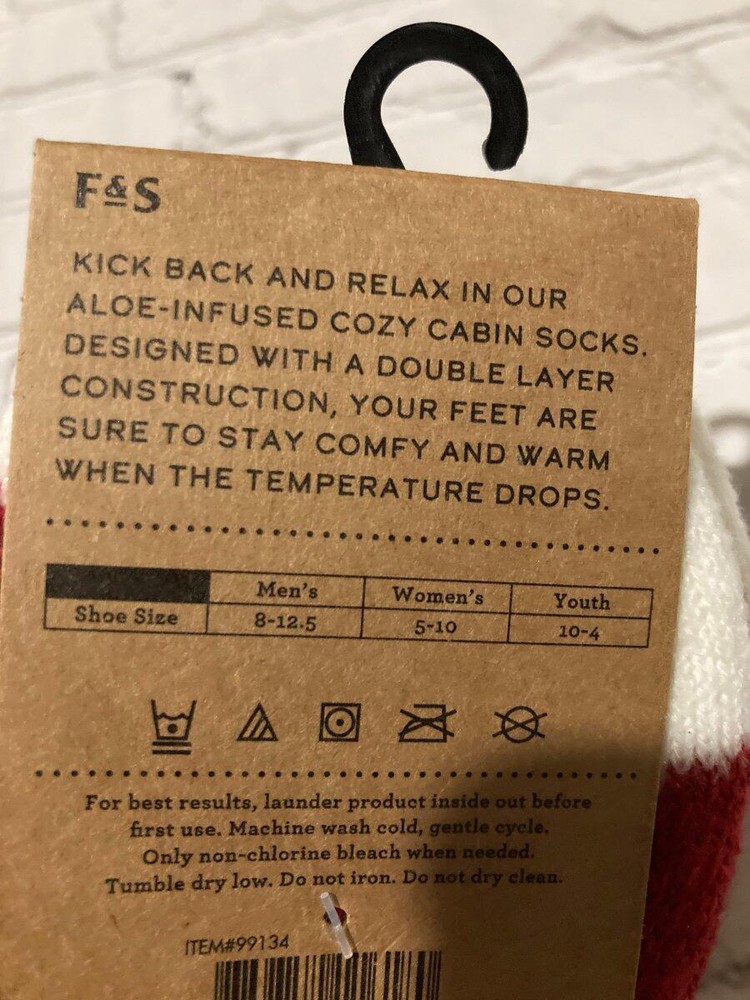 F&S
KICK BACK AND RELAX IN OUR
ALOE-INFUSED COZY CABIN SOCKS.
DESIGNED WITH A DOUBLE LAYER
CONSTRUCTION, YOUR FEET ARE
SURE TO STAY COMFY AND WARM
WHEN THE TEMPERATURE DROPS.
Men's Women's Youth
Shoe Size 8-12.5 5-10 10-4
For best results, launder product inside out before
first use. Machine wash cold, gentle cycle.
Only non-chlorine bleach when needed.
Tumble dry low. Do not iron. Do not dry clean.
ITEM#99134